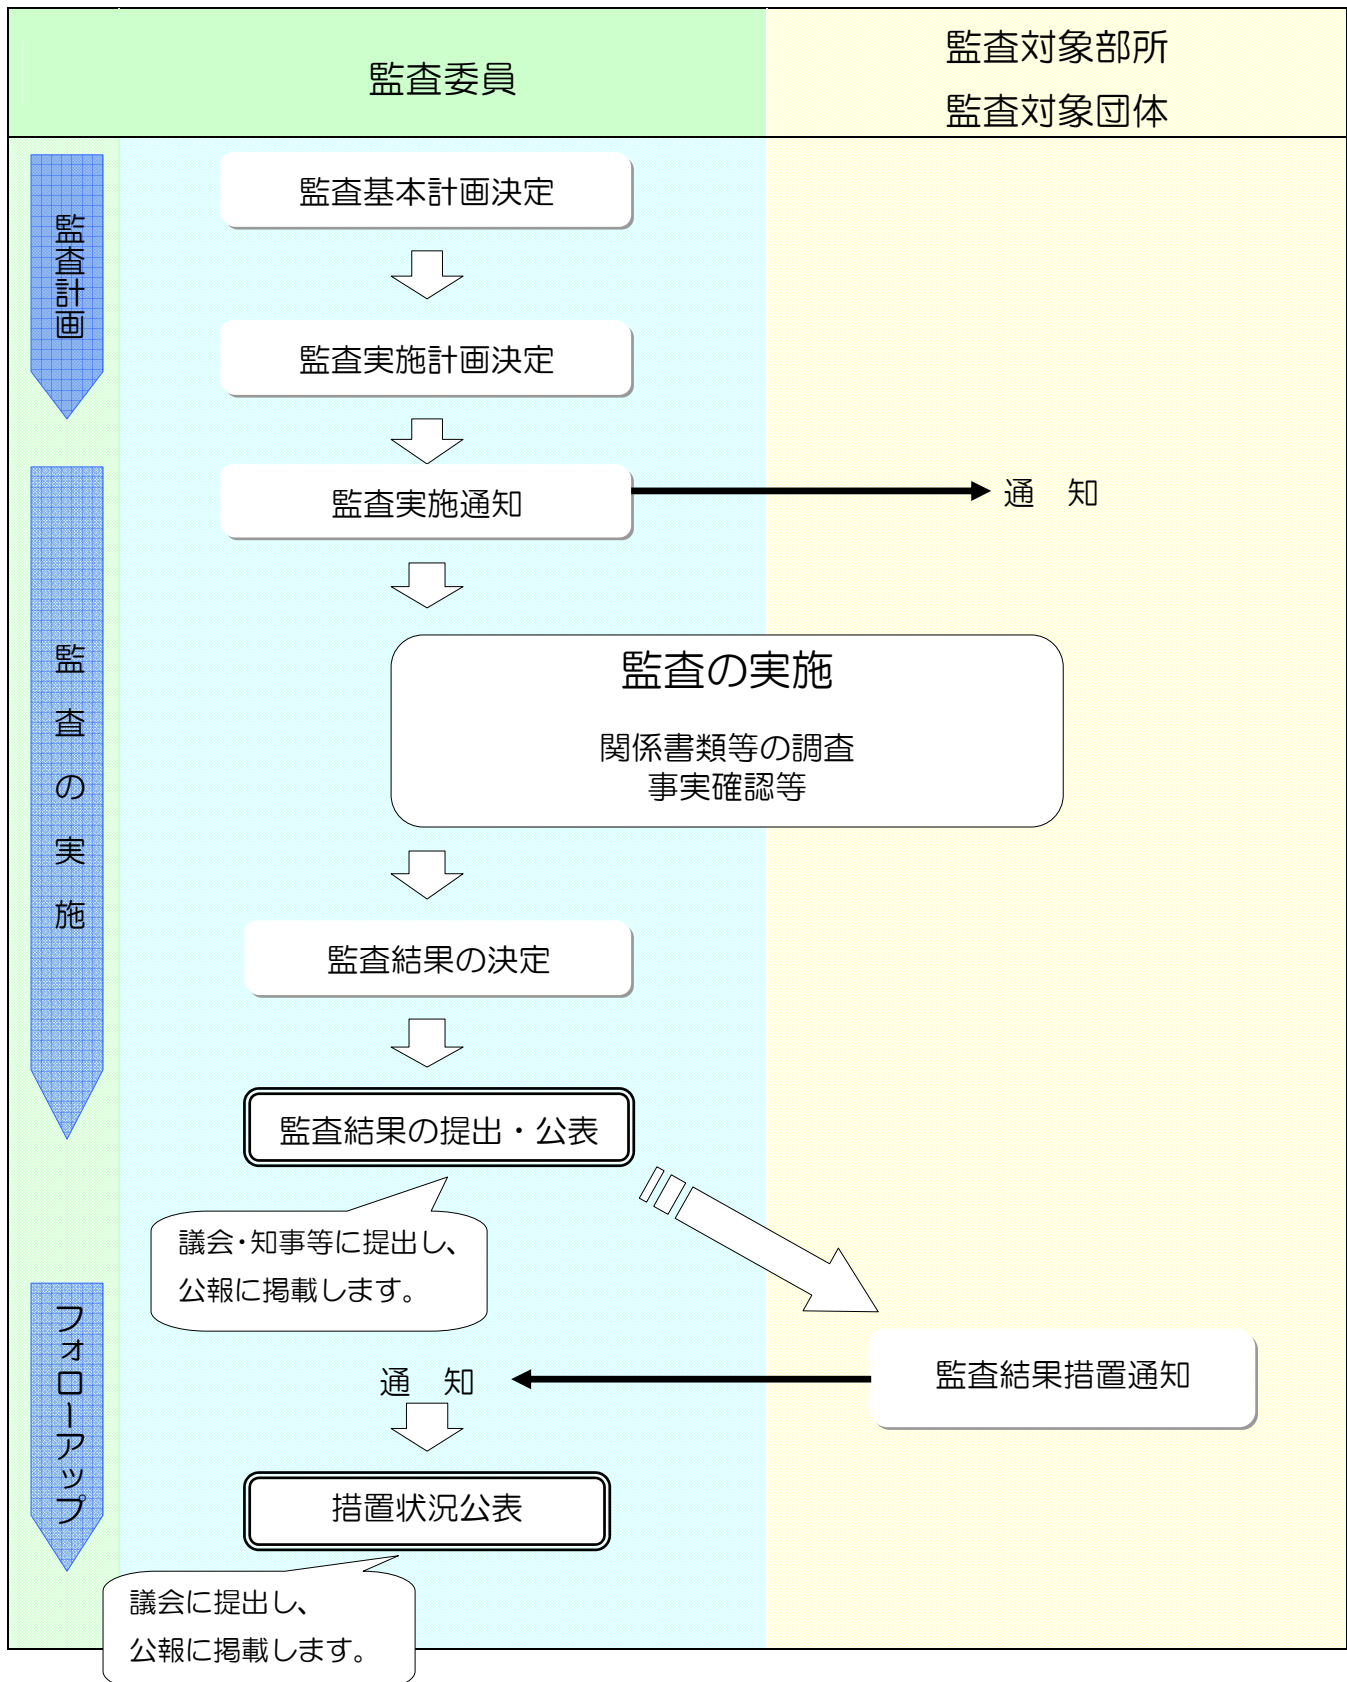 監査委員
監査対象部所
監査対象団体
監査計画
監査基本計画決定
監査実施計画決定
監査の実施
監査実施通知
通　知
監査の実施
関係書類等の調査
事実確認等
監査結果の決定
監査結果の提出・公表
議会・知事等に提出し、
公報に掲載します。
フォローアップ
監査結果措置通知
通　知
措置状況公表
議会に提出し、
公報に掲載します。